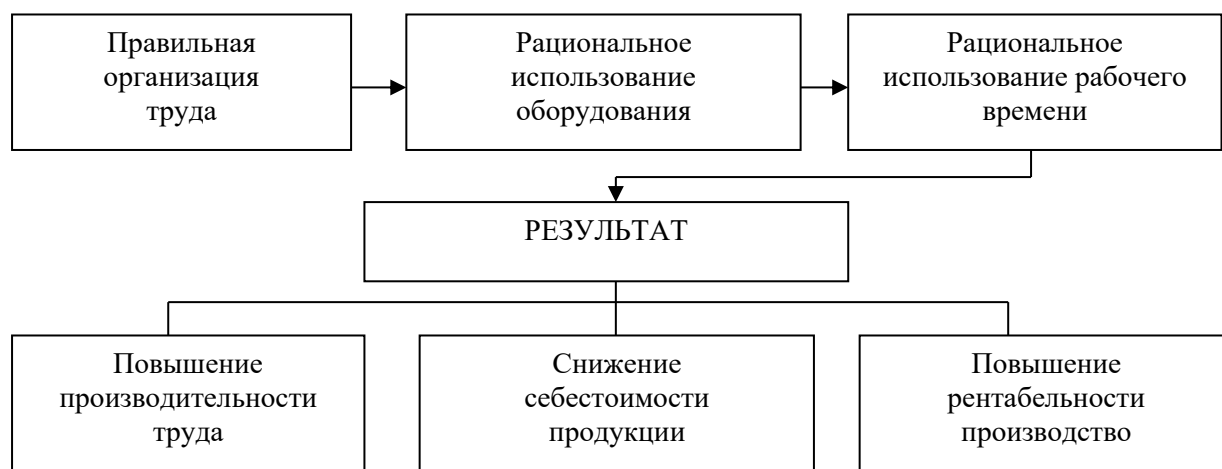 Правильная
организация
труда
Рациональное
использование
оборудования
Рациональное
использование рабочего
времени
РЕЗУЛЬТАТ
Повышение
производительности
труда
Снижение
себестоимости
продукции
Повышение
рентабельности
производство